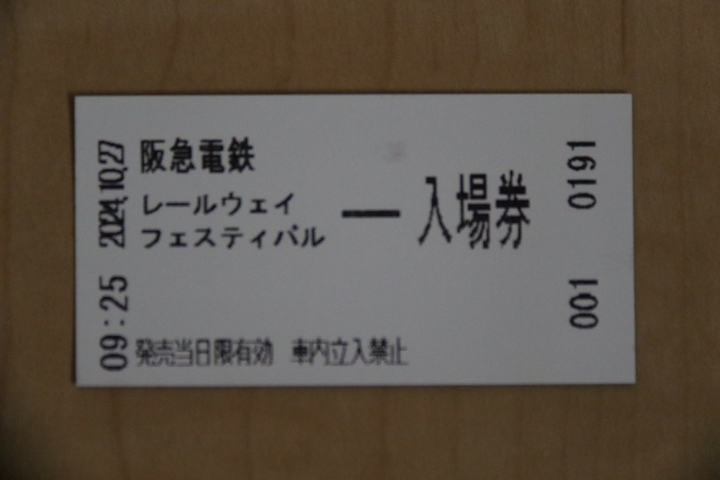 2024.10.27
09:25
阪急電鉄
レールウェイ
フェスティバル
━ 入場券
発売当日限有効 車内立入禁止
001 0191